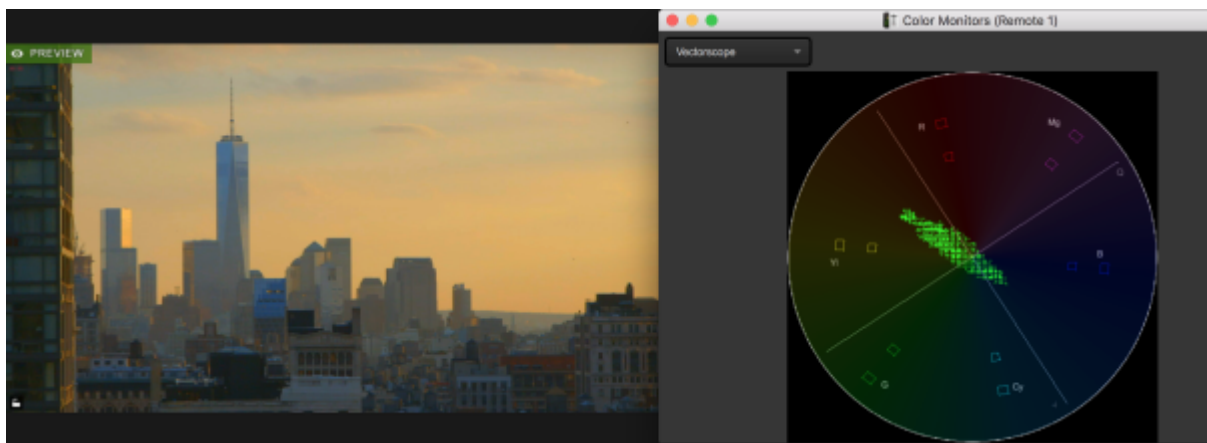 PREVIEW
Color Monitors (Remote 1)
Vectorscope
R
Mg
Q
B
Yl
G
Cy